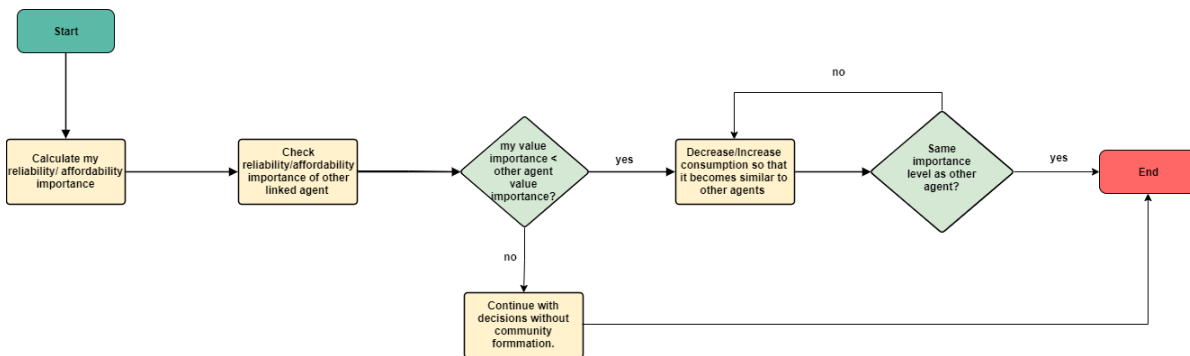 Start
Calculate my
reliability/ affordability
importance
Check
reliability/affordability
importance of other
linked agent
my value
importance <
other agent
value
importance?
yes
no
Continue with
decisions without
community
formmation.
Decrease/Increase
consumption so that
it becomes similar to
other agents
no
Same
importance
level as other
agent?
yes
End